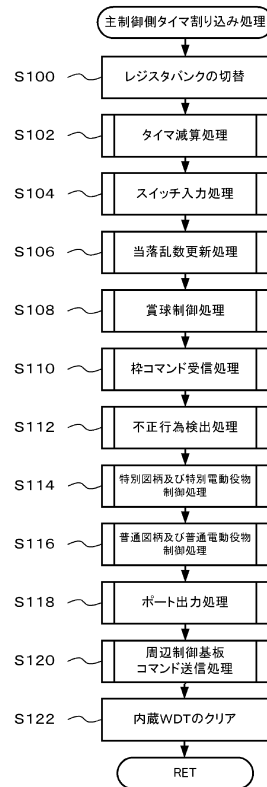 主制御側タイマ割り込み処理
S100
レジスタバンクの切替
S102
タイマ減算処理
S104
スイッチ入力処理
S106
当落乱数更新処理
S108
賞球制御処理
S110
枠コマンド受信処理
S112
不正行為検出処理
S114
特別図柄及び特別電動役物
制御処理
S116
普通図柄及び普通電動役物
制御処理
S118
ポート出力処理
S120
周辺制御基板
コマンド送信処理
S122
内蔵WDTのクリア
RET